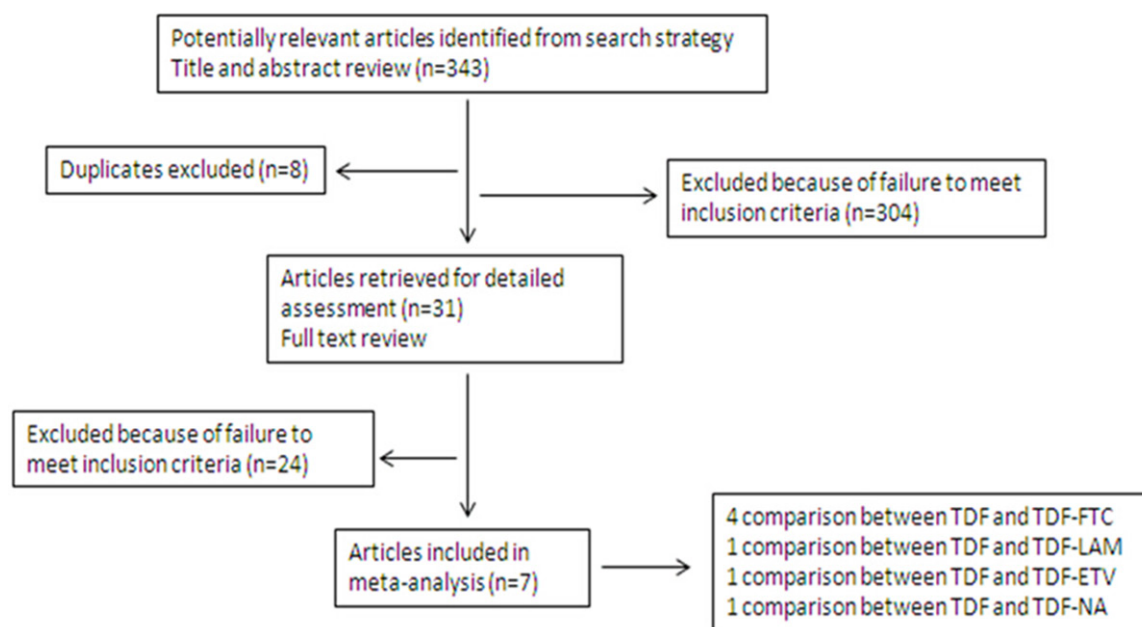 Potentially relevant articles identified from search strategy
Title and abstract review (n=343)
Duplicates excluded (n=8)
Excluded because of failure to meet
inclusion criteria (n=304)
Articles retrieved for detailed
assessment (n=31)
Full text review
Excluded because of failure to
meet inclusion criteria (n=24)
Articles included in
meta-analysis (n=7)
4 comparison between TDF and TDF-FTC
1 comparison between TDF and TDF-LAM
1 comparison between TDF and TDF-ETV
1 comparison between TDF and TDF-NA